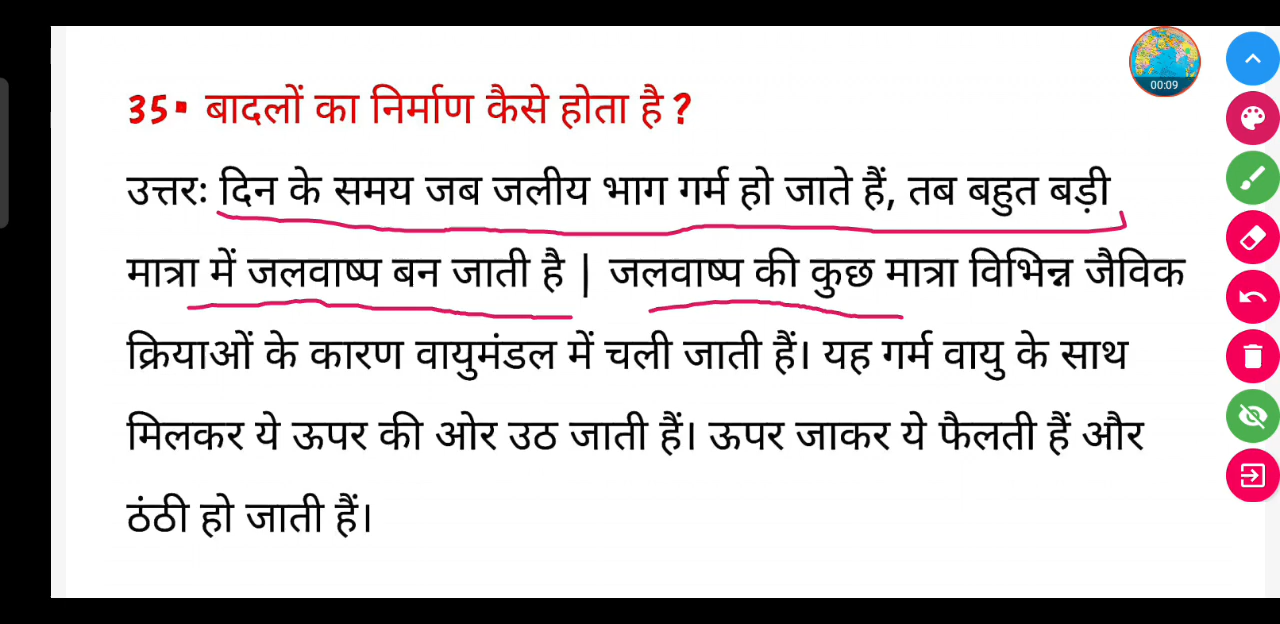 00:09
35. बादलों का निर्माण कैसे होता है ?
उत्तरः दिन के समय जब जलीय भाग गर्म हो जाते हैं, तब बहुत बड़ी
मात्रा में जलवाष्प बन जाती है | जलवाष्प की कुछ मात्रा विभिन्न जैविक
क्रियाओं के कारण वायुमंडल में चली जाती हैं। यह गर्म वायु के साथ
मिलकर ये ऊपर की ओर उठ जाती हैं। ऊपर जाकर ये फैलती हैं और
ठंठी हो जाती हैं।